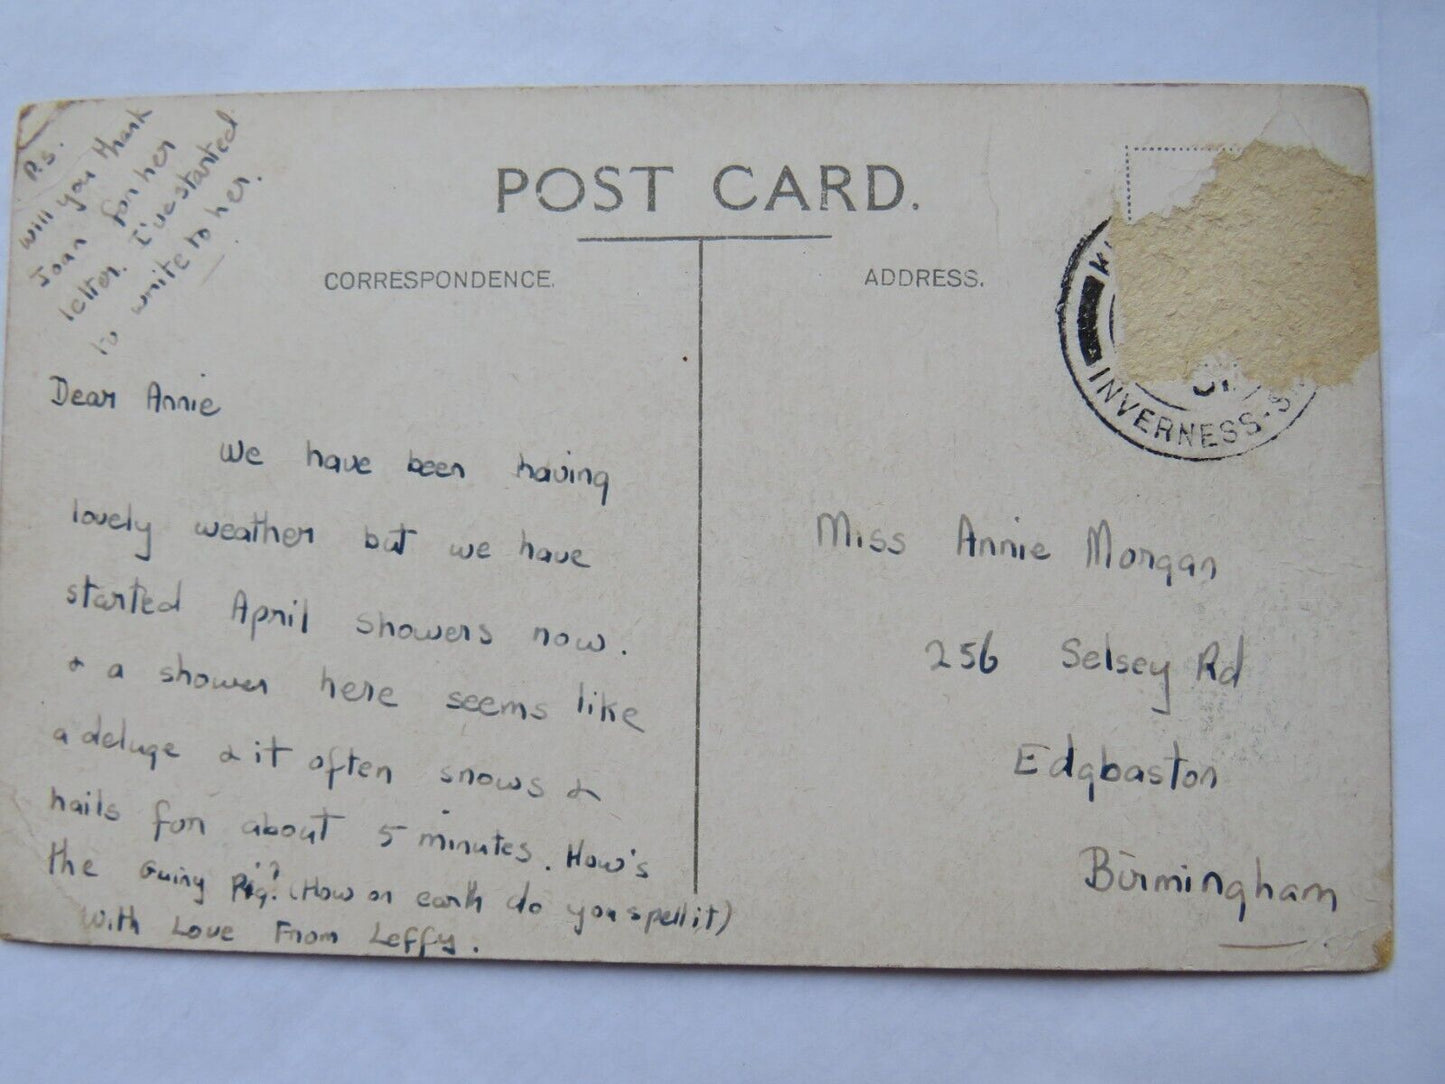 POST CARD.
CORRESPONDENCE.
ADDRESS.
INVERNESS-S
P.s.
will you thank
Joan for her
letter. I've started
to write to her.
Dear Annie
We have been having
lovely weather but we have
started April showers now.
& a shower here seems like
a deluge & it often snows &
hails for about 5 minutes. How's
the Guiny Pig? (How on earth do you spell it)
With Love From Leffy.
Miss Annie Morgan
256 Selsey Rd
Edgbaston
Birmingham